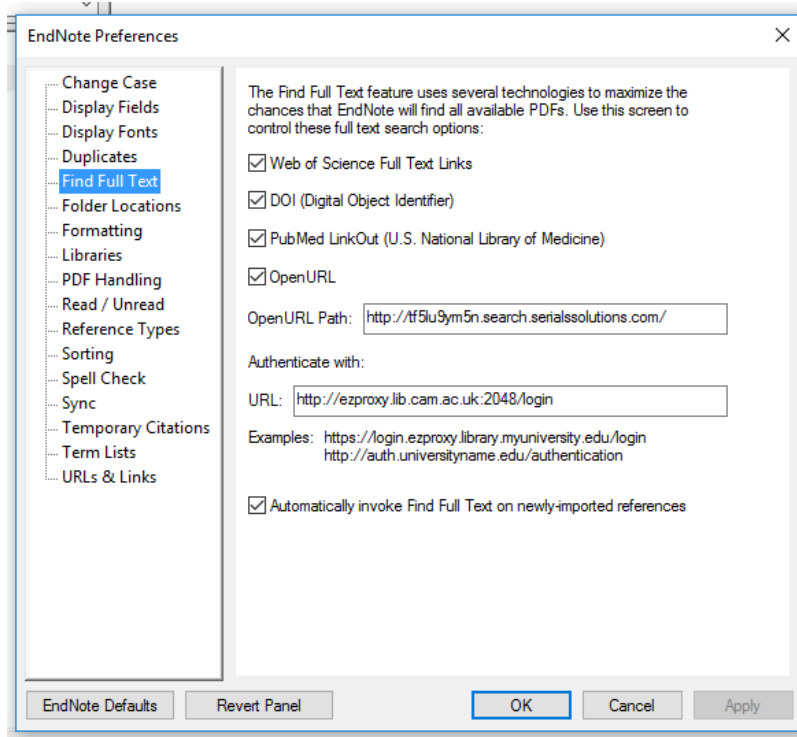 EndNote Preferences
Change Case
Display Fields
Display Fonts
Duplicates
Find Full Text
Folder Locations
Formatting
Libraries
PDF Handling
Read / Unread
Reference Types
Sorting
Spell Check
Sync
Temporary Citations
Term Lists
URLs & Links
The Find Full Text feature uses several technologies to maximize the
chances that EndNote will find all available PDFs. Use this screen to
control these full text search options:
Web of Science Full Text Links
DOI (Digital Object Identifier)
PubMed LinkOut (U.S. National Library of Medicine)
OpenURL
OpenURL Path: http://tf5lu9ym5n.search.serialssolutions.com/
Authenticate with:
URL: http://ezproxy.lib.cam.ac.uk:2048/login
Examples: https://login.ezproxy.library.myuniversity.edu/login
http://auth.universityname.edu/authentication
Automatically invoke Find Full Text on newly-imported references
EndNote Defaults
Revert Panel
OK
Cancel
Apply